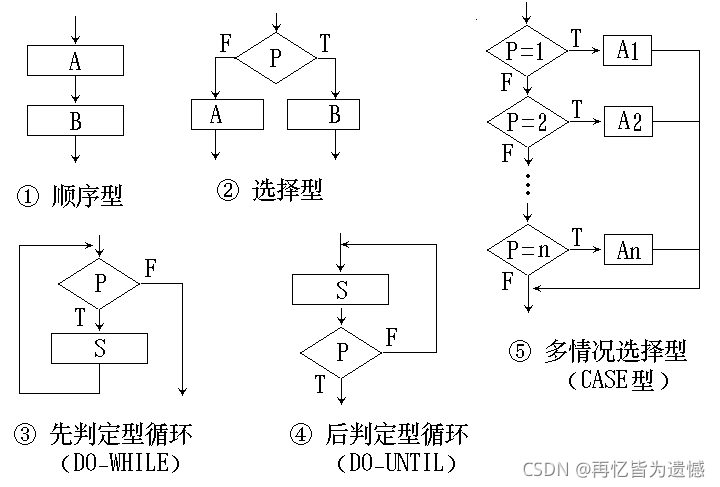 A
B
① 顺序型
F
T
P
A
B
② 选择型
P=1
T
A1
F
P=2
T
A2
F
⋮
P=n
T
An
F
⑤ 多情况选择型
(CASE型)
P
F
T
S
③ 先判定型循环
(DO-WHILE)
S
P
F
T
④ 后判定型循环
(DO-UNTIL)
CSDN @再忆皆为遗憾